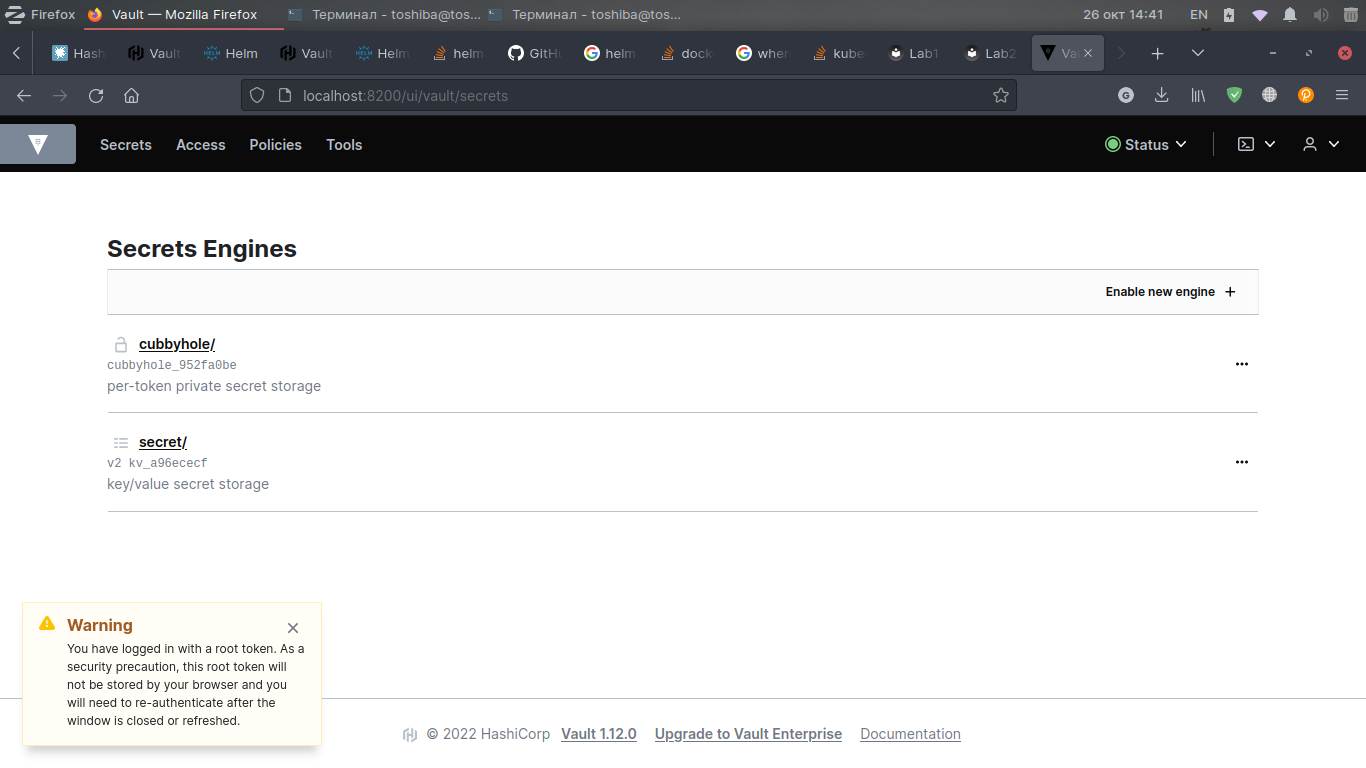 Firefox
Vault — Mozilla Firefox
Терминал - toshiba@tos...
Терминал - toshiba@tos...
26 окт 14:41
EN
Hash
Vault
Helm
Vault
Helm
helm
GitHu
helm
dock
wher
kube
Lab1
Lab2
Va
localhost:8200/ui/vault/secrets
G
Secrets
Access
Policies
Tools
Status
Secrets Engines
Enable new engine
cubbyhole/
cubbyhole_952fa0be
per-token private secret storage
secret/
v2 kv_a96ececf
key/value secret storage
Warning
You have logged in with a root token. As a
security precaution, this root token will
not be stored by your browser and you
will need to re-authenticate after the
window is closed or refreshed.
© 2022 HashiCorp Vault 1.12.0 Upgrade to Vault Enterprise Documentation